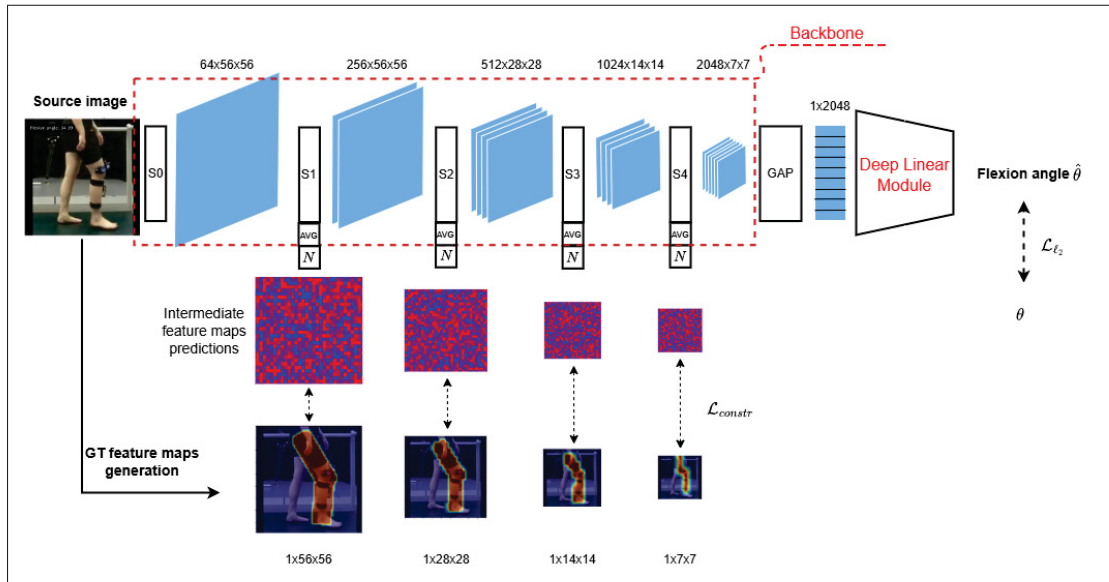 Backbone
64x56x56
256x56x56
512x28x28
1024x14x14
2048x7x7
Source image
1x2048
S0
S1
S2
S3
S4
GAP
Deep Linear
Module
Flexion angle θ̂
AVG
AVG
AVG
AVG
N
N
N
N
ℒℓ₂
θ
Intermediate
feature maps
predictions
ℒconstr
GT feature maps
generation
1x56x56
1x28x28
1x14x14
1x7x7